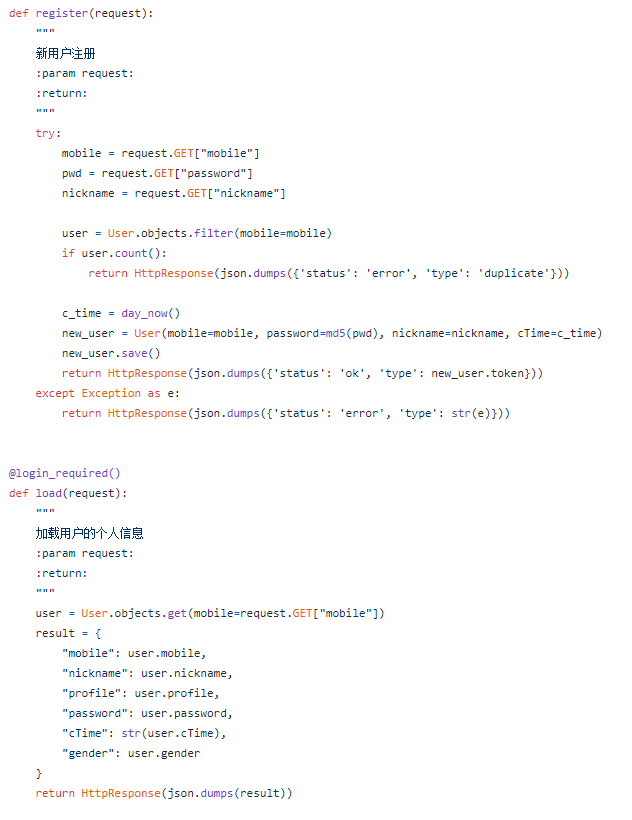 def register(request):
    """
    新用户注册
    :param request:
    :return:
    """
    try:
        mobile = request.GET["mobile"]
        pwd = request.GET["password"]
        nickname = request.GET["nickname"]

        user = User.objects.filter(mobile=mobile)
        if user.count():
            return HttpResponse(json.dumps({'status': 'error', 'type': 'duplicate'}))

        c_time = day_now()
        new_user = User(mobile=mobile, password=md5(pwd), nickname=nickname, cTime=c_time)
        new_user.save()
        return HttpResponse(json.dumps({'status': 'ok', 'type': new_user.token}))
    except Exception as e:
        return HttpResponse(json.dumps({'status': 'error', 'type': str(e)}))


@login_required()
def load(request):
    """
    加载用户的个人信息
    :param request:
    :return:
    """
    user = User.objects.get(mobile=request.GET["mobile"])
    result = {
        "mobile": user.mobile,
        "nickname": user.nickname,
        "profile": user.profile,
        "password": user.password,
        "cTime": str(user.cTime),
        "gender": user.gender
    }
    return HttpResponse(json.dumps(result))